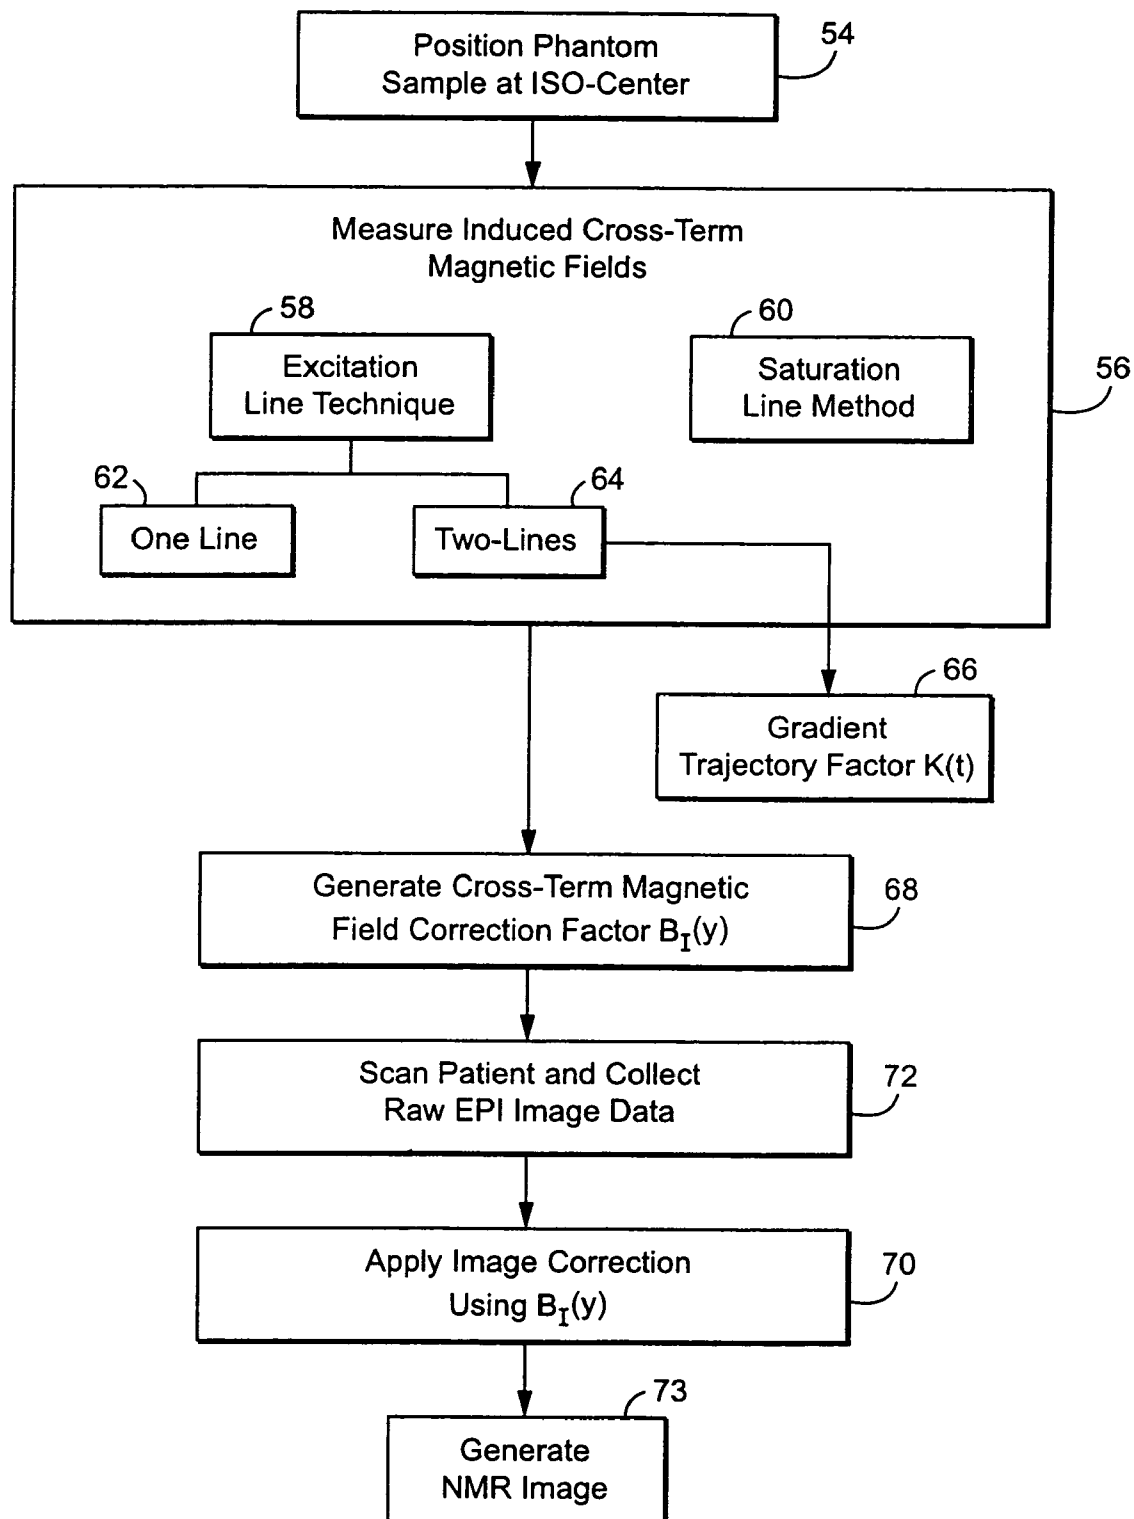 Position Phantom
Sample at ISO-Center
54
Measure Induced Cross-Term
Magnetic Fields
58
60
Excitation
Line Technique
Saturation
Line Method
56
62
64
One Line
Two-Lines
66
Gradient
Trajectory Factor K(t)
Generate Cross-Term Magnetic
Field Correction Factor B_I(y)
68
Scan Patient and Collect
Raw EPI Image Data
72
Apply Image Correction
Using B_I(y)
70
73
Generate
NMR Image